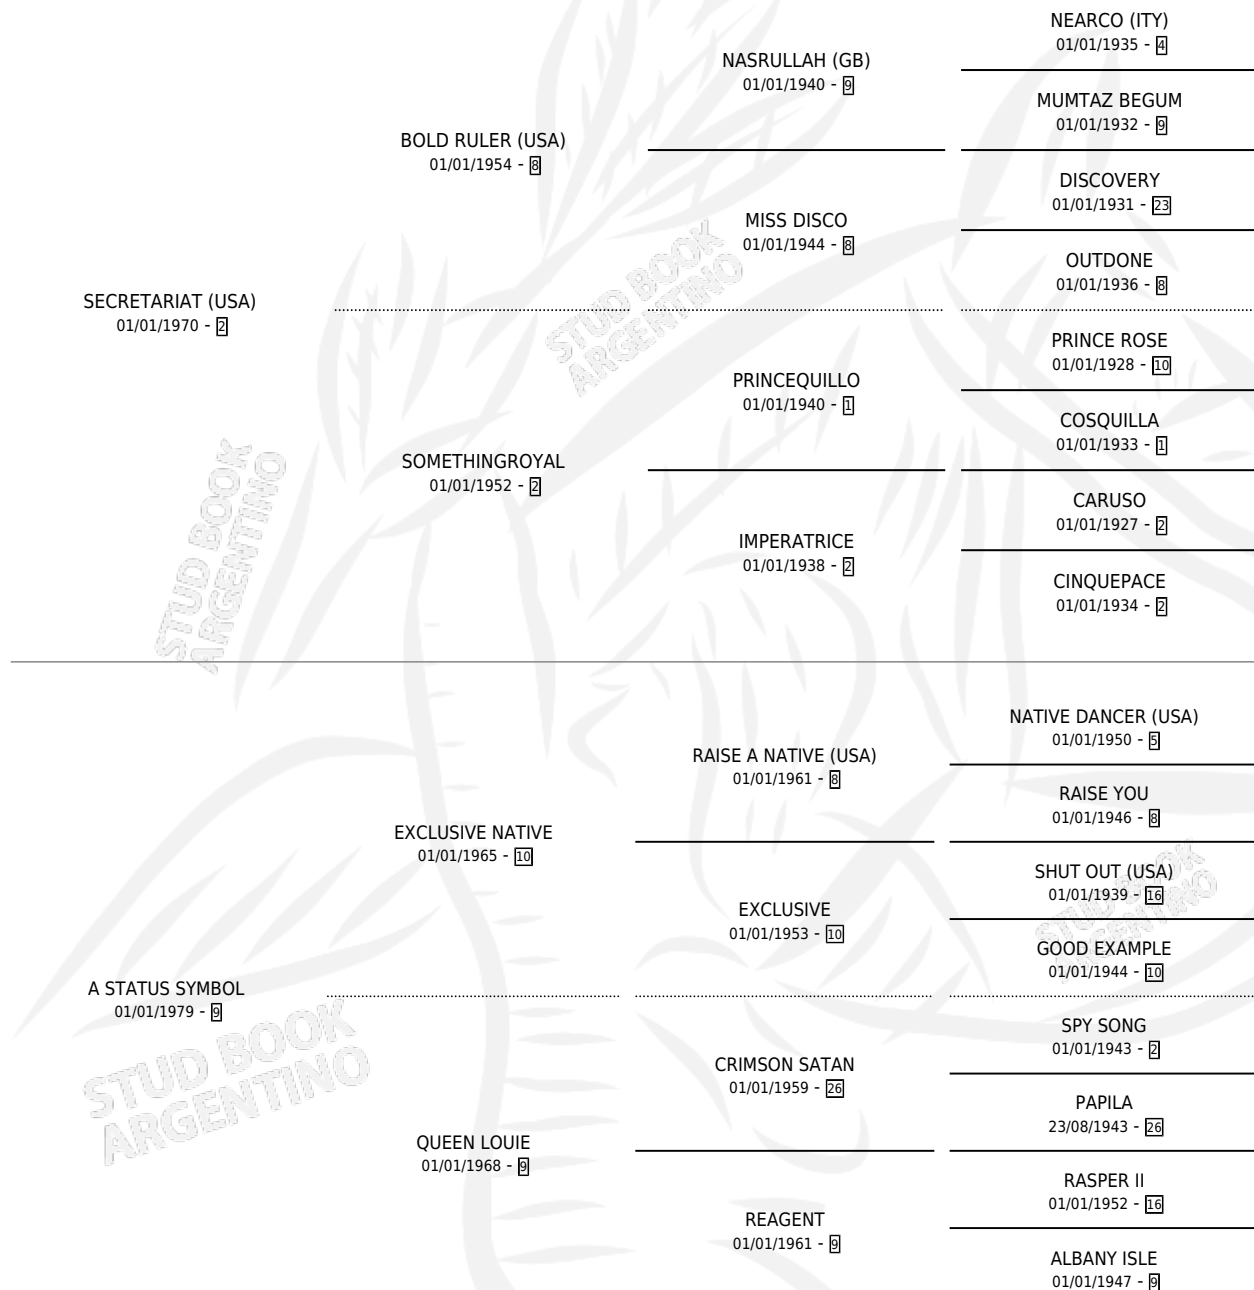 NEARCO (ITY)
01/01/1935 - 4
NASRULLAH (GB)
01/01/1940 - 9
MUMTAZ BEGUM
01/01/1932 - 9
BOLD RULER (USA)
01/01/1954 - 8
DISCOVERY
01/01/1931 - 23
MISS DISCO
01/01/1944 - 8
OUTDONE
01/01/1936 - 8
SECRETARIAT (USA)
01/01/1970 - 2
PRINCE ROSE
01/01/1928 - 10
PRINCEQUILLO
01/01/1940 - 1
COSQUILLA
01/01/1933 - 1
SOMETHINGROYAL
01/01/1952 - 2
CARUSO
01/01/1927 - 2
IMPERATRICE
01/01/1938 - 2
CINQUEPACE
01/01/1934 - 2
NATIVE DANCER (USA)
01/01/1950 - 5
RAISE A NATIVE (USA)
01/01/1961 - 8
RAISE YOU
01/01/1946 - 8
EXCLUSIVE NATIVE
01/01/1965 - 10
SHUT OUT (USA)
01/01/1939 - 16
EXCLUSIVE
01/01/1953 - 10
GOOD EXAMPLE
01/01/1944 - 10
A STATUS SYMBOL
01/01/1979 - 9
SPY SONG
01/01/1943 - 2
CRIMSON SATAN
01/01/1959 - 26
PAPILA
23/08/1943 - 26
QUEEN LOUIE
01/01/1968 - 9
RASPER II
01/01/1952 - 16
REAGENT
01/01/1961 - 9
ALBANY ISLE
01/01/1947 - 9
STUD BOOK
ARGENTINO
STUD BOOK
ARGENTINO
STUD BOOK
ARGENTINO
STUD BOOK
ARGENTINO